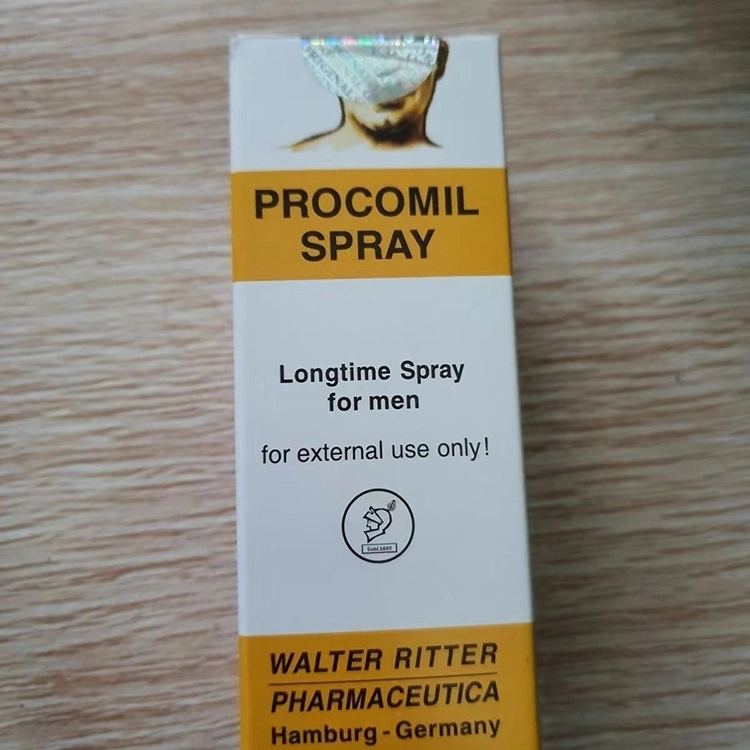 PROCOMIL
SPRAY
Longtime Spray
for men
for external use only!
WALTER RITTER
PHARMACEUTICA
Hamburg - Germany